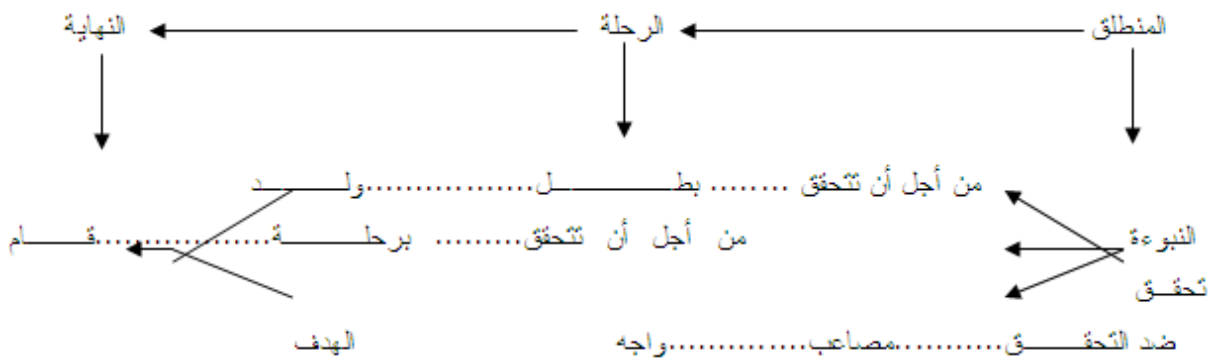 المنطلق الرحلة النهاية
من أجل أن تتحقق ........ بطـــــــــل.................ولـــــــد
النبوءة من أجل أن تتحقق......... برحلـــــــة.................قـــــــام
تحقـــق
ضد التحقـــــــق...........مصاعب..............واجه الهدف